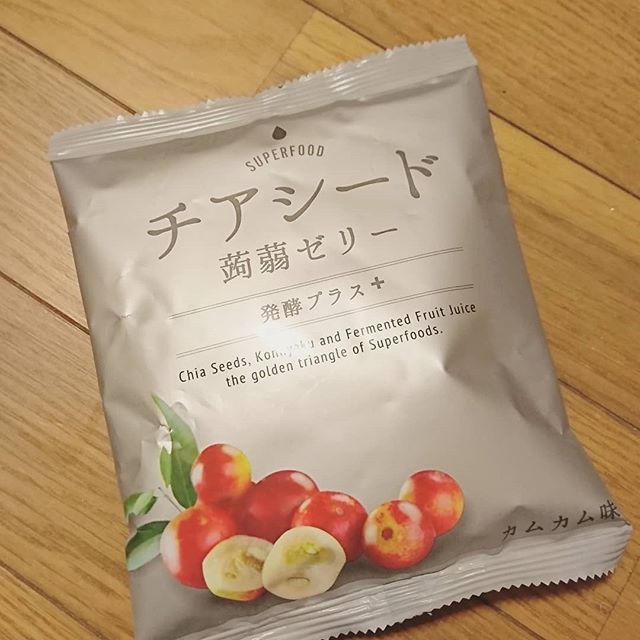 SUPERFOOD
チアシード
蒟蒻ゼリー
発酵プラス+
Chia Seeds, Konnyaku and Fermented Fruit Juice
the golden triangle of Superfoods.
カムカム味